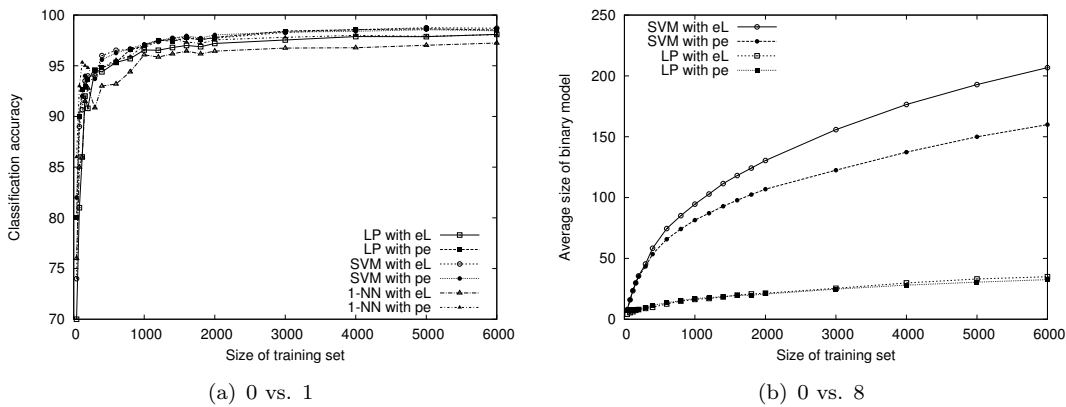 100
95
90
85
80
75
70
Classification accuracy
LP with eL
LP with pe
SVM with eL
SVM with pe
1-NN with eL
1-NN with pe
0 1000 2000 3000 4000 5000 6000
Size of training set
(a) 0 vs. 1
250
200
150
100
50
0
Average size of binary model
SVM with eL
SVM with pe
LP with eL
LP with pe
0 1000 2000 3000 4000 5000 6000
Size of training set
(b) 0 vs. 8